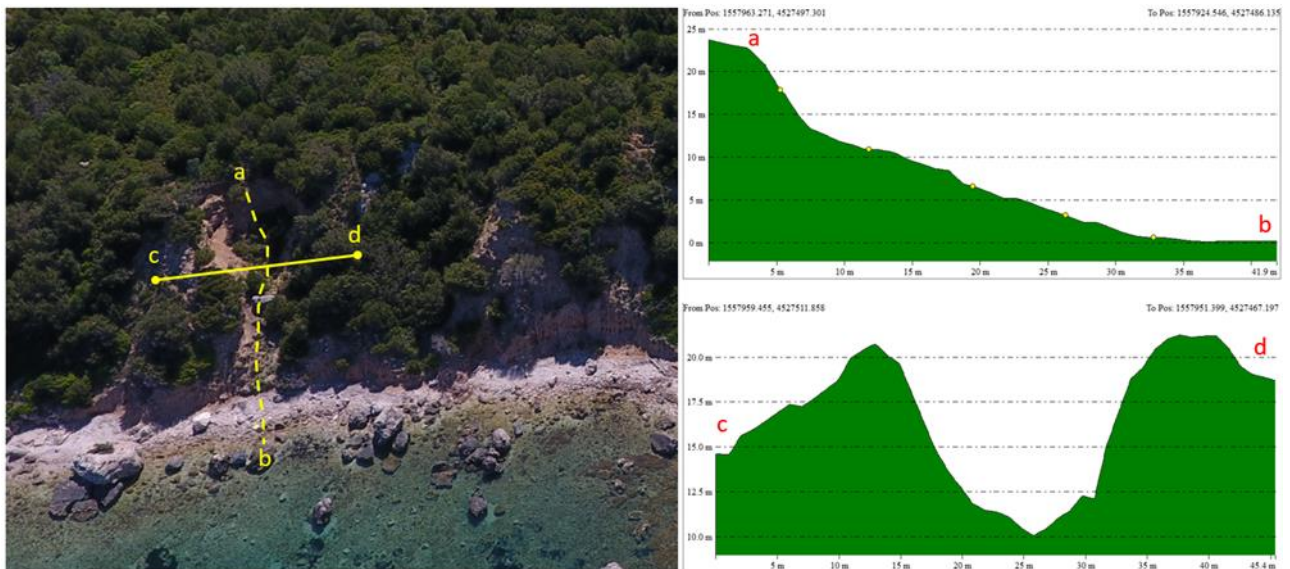 a
d
c
b
From Pos: 1557963.271, 4527497.301 To Pos: 1557924.546, 4527486.135
25 m
a
20 m
15 m
10 m
5 m
b
0 m
5 m 10 m 15 m 20 m 25 m 30 m 35 m 41.9 m
From Pos: 1557959.455, 4527511.858 To Pos: 1557951.399, 4527467.197
d
20.0 m
17.5 m
c
15.0 m
12.5 m
10.0 m
5 m 10 m 15 m 20 m 25 m 30 m 35 m 40 m 45.4 m